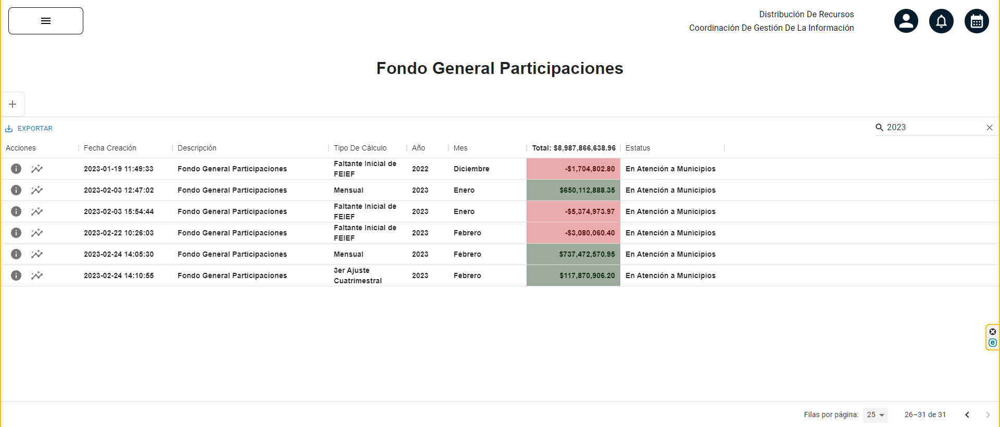 Distribución De Recursos
Coordinación De Gestión De La Información
Fondo General Participaciones
EXPORTAR
2023
Acciones Fecha Creación Descripción Tipo De Cálculo Año Mes Total: $8,987,866,638.96 Estatus
2023-01-19 11:49:33 Fondo General Participaciones Faltante Inicial de FEIEF 2022 Diciembre -$1,704,802.80 En Atención a Municipios
2023-02-03 12:47:02 Fondo General Participaciones Mensual 2023 Enero $650,112,888.35 En Atención a Municipios
2023-02-03 15:54:44 Fondo General Participaciones Faltante Inicial de FEIEF 2023 Enero -$5,374,973.97 En Atención a Municipios
2023-02-22 10:26:03 Fondo General Participaciones Faltante Inicial de FEIEF 2023 Febrero -$3,080,060.40 En Atención a Municipios
2023-02-24 14:05:30 Fondo General Participaciones Mensual 2023 Febrero $737,472,570.95 En Atención a Municipios
2023-02-24 14:10:55 Fondo General Participaciones 3er Ajuste Cuatrimestral 2023 Febrero $117,870,906.20 En Atención a Municipios
Filas por página: 25 26–31 de 31